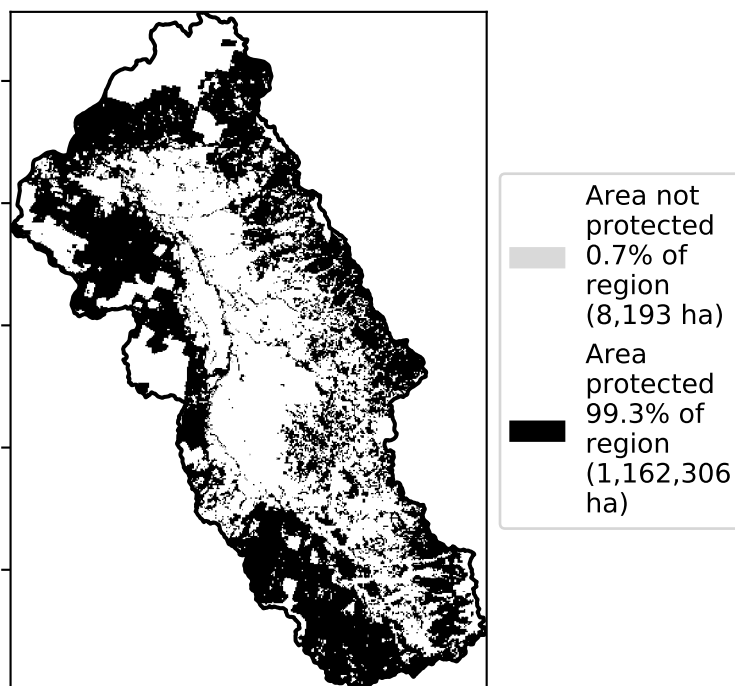 Area not
protected
0.7% of
region
(8,193 ha)
Area
protected
99.3% of
region
(1,162,306
ha)